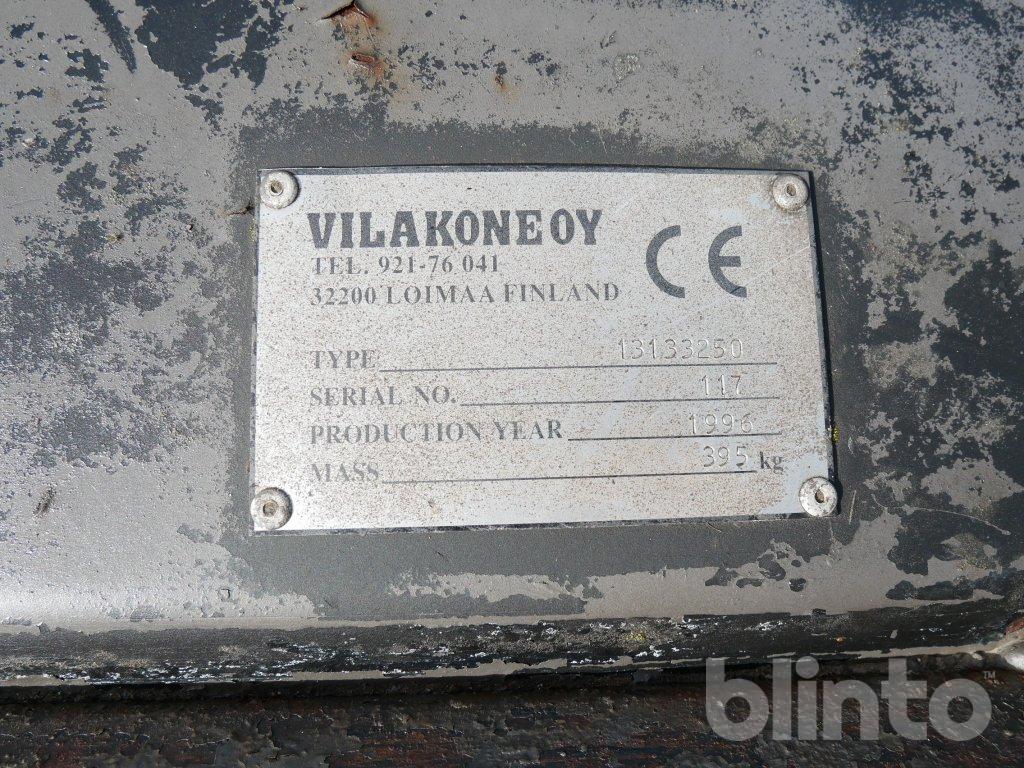 VILAKONE OY
TEL. 921-76 041
32200 LOIMAA FINLAND
CE
TYPE 13133250
SERIAL NO. 117
PRODUCTION YEAR 1996
MASS 395 kg
blinto™